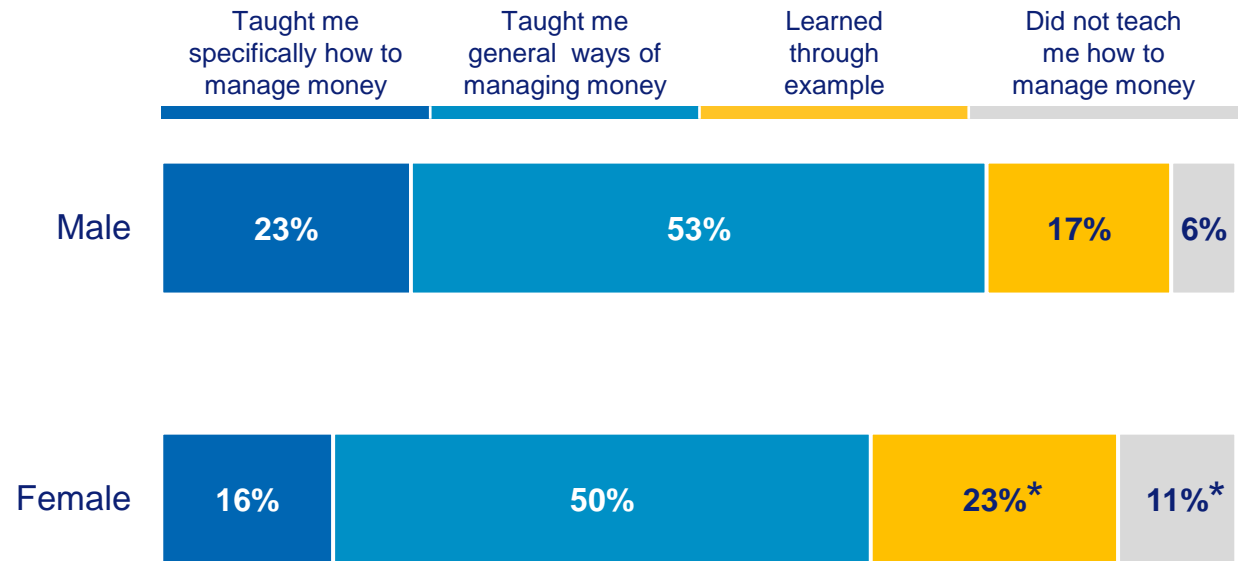 Taught me
specifically how to
manage money
Taught me
general ways of
managing money
Learned
through
example
Did not teach
me how to
manage money
Male
23%
53%
17%
6%
Female
16%
50%
23%*
11%*